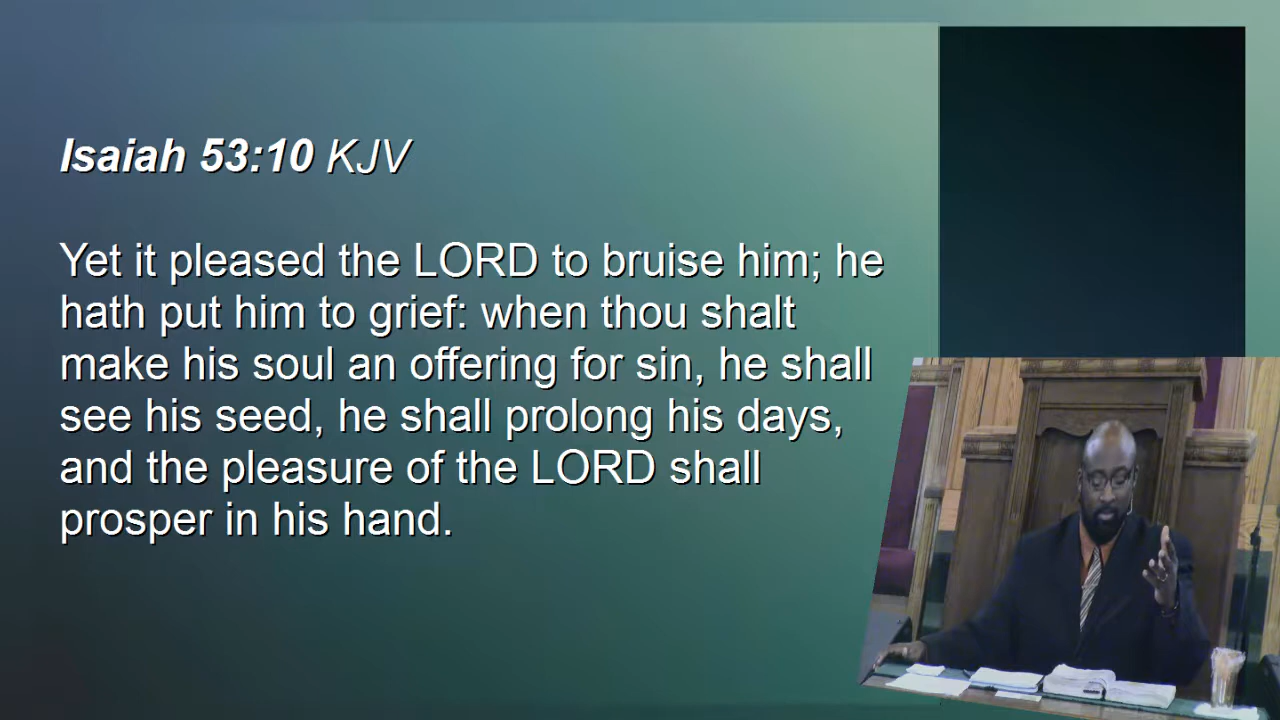 Isaiah 53:10 KJV
Yet it pleased the LORD to bruise him; he
hath put him to grief: when thou shalt
make his soul an offering for sin, he shall
see his seed, he shall prolong his days,
and the pleasure of the LORD shall
prosper in his hand.